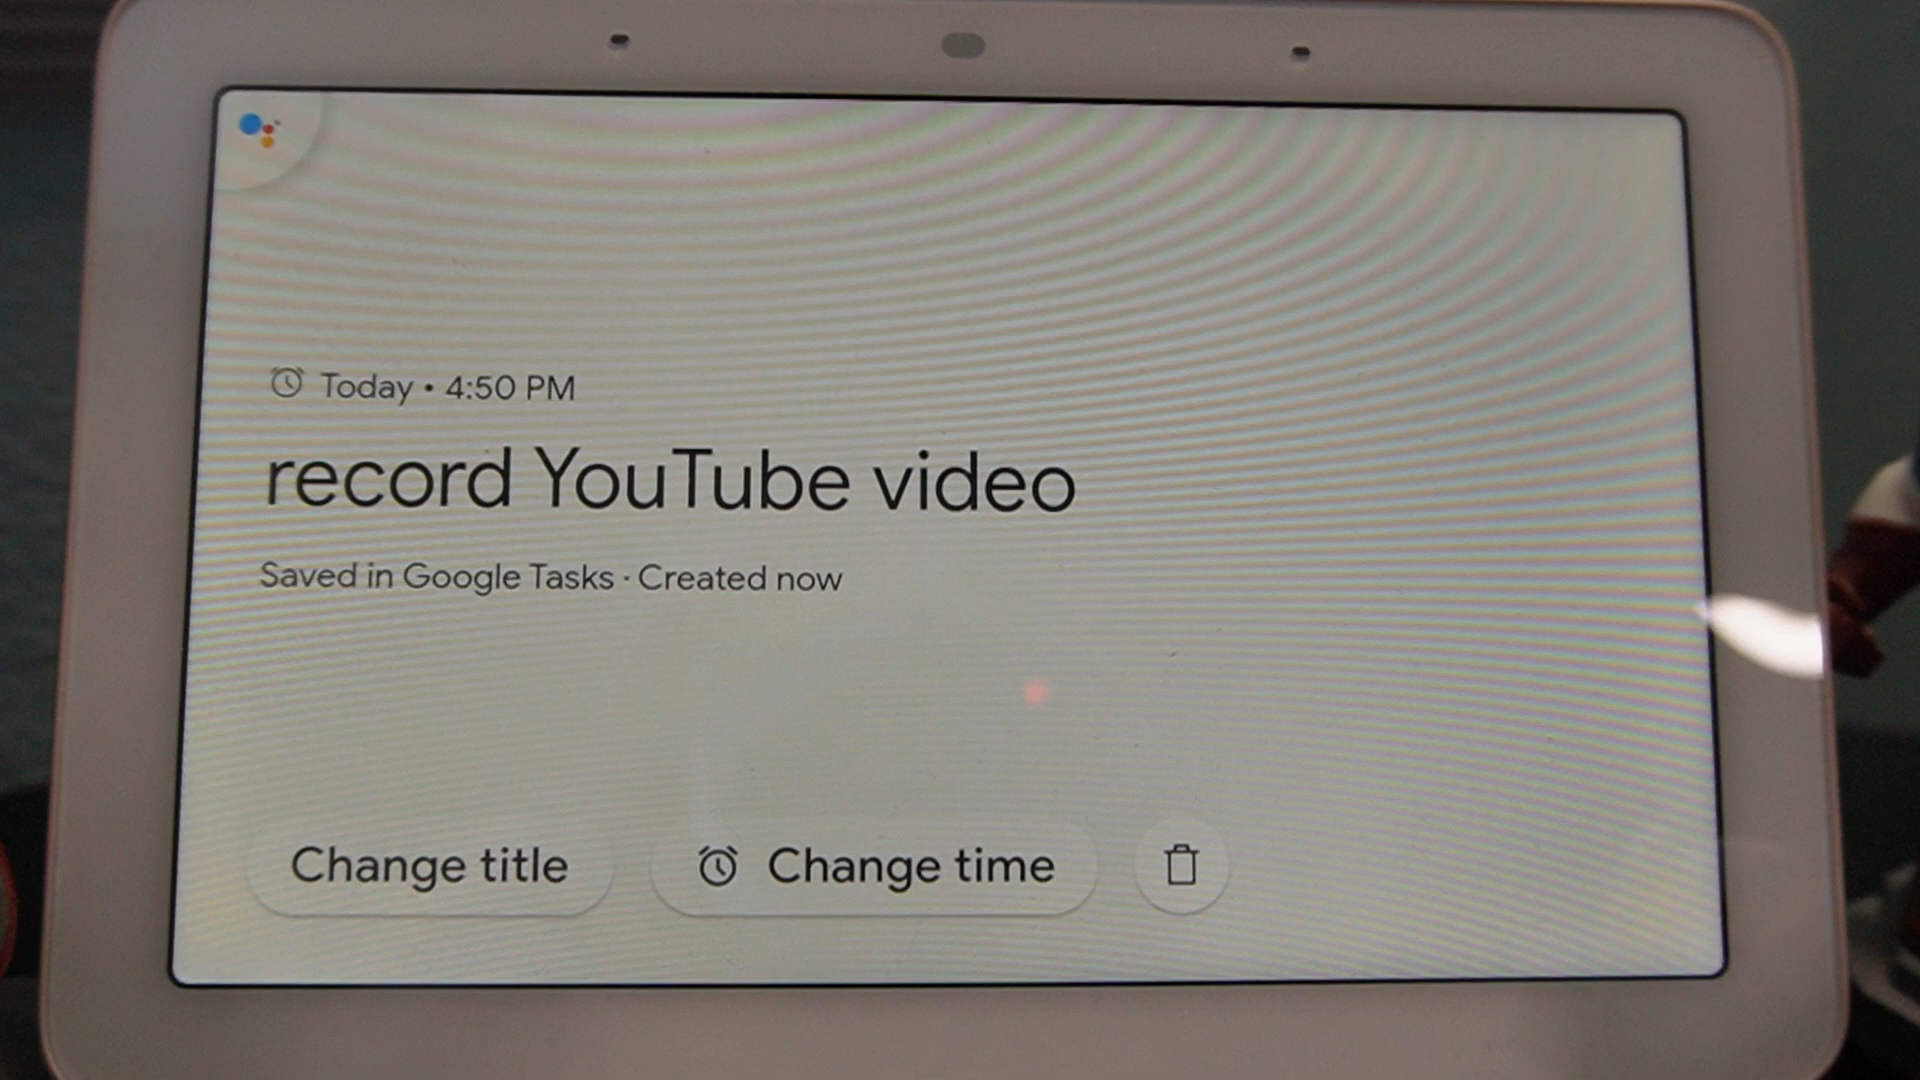 Today • 4:50 PM
record YouTube video
Saved in Google Tasks · Created now
Change title
Change time